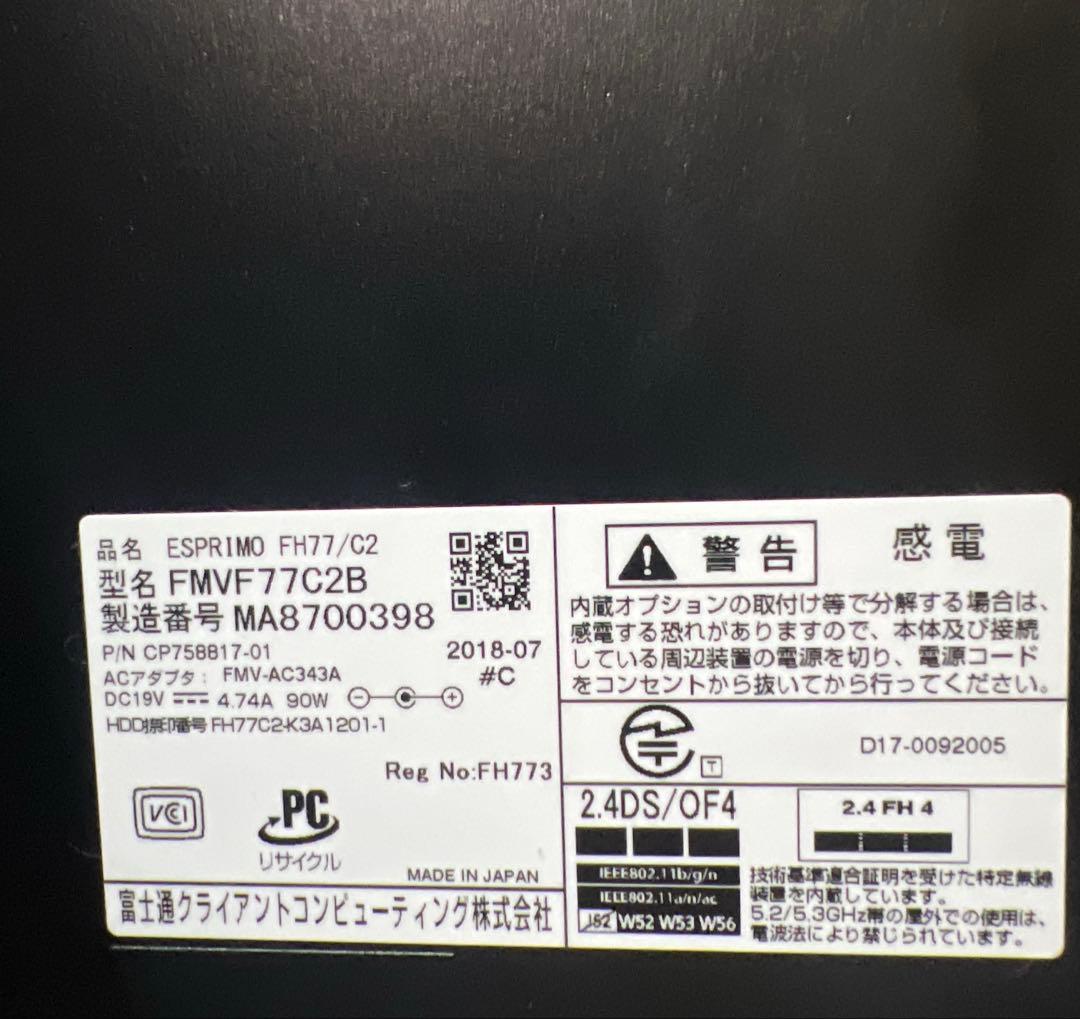 品名 ESPRIMO FH77/C2
型名 FMVF77C2B
製造番号 MA8700398
P/N CP758817-01
2018-07
ACアダプタ: FMV-AC343A
#C
DC19V 4.74A 90W
HDD捺印番号 FH77C2-K3A1201-1
Reg No:FH773
VCI
PC
リサイクル
MADE IN JAPAN
富士通クライアントコンピューティング株式会社
警告
感電
内蔵オプションの取付け等で分解する場合は、
感電する恐れがありますので、本体及び接続
している周辺装置の電源を切り、電源コード
をコンセントから抜いてから行ってください。
T
D17-0092005
2.4DS/OF4
2.4 FH 4
IEEE802.11b/g/n
IEEE802.11a/n/ac
J52 W52 W53 W56
技術基準適合証明を受けた特定無線
装置を内蔵しています。
5.2/5.3GHz帯の屋外での使用は、
電波法により禁じられています。